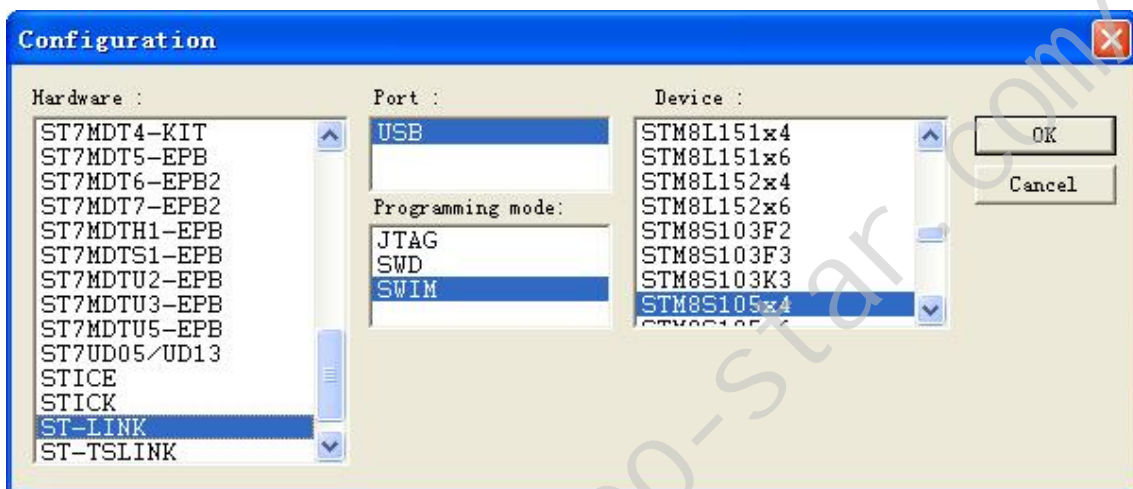 Configuration
Hardware :
ST7MDT4-KIT
ST7MDT5-EPB
ST7MDT6-EPB2
ST7MDT7-EPB2
ST7MDTH1-EPB
ST7MDTS1-EPB
ST7MDTU2-EPB
ST7MDTU3-EPB
ST7MDTU5-EPB
ST7UD05/UD13
STICE
STICK
ST-LINK
ST-TSLINK
Port :
USB
Programming mode:
JTAG
SWD
SWIM
Device :
STM8L151x4
STM8L151x6
STM8L152x4
STM8L152x6
STM8S103F2
STM8S103F3
STM8S103K3
STM8S105x4
OK
Cancel